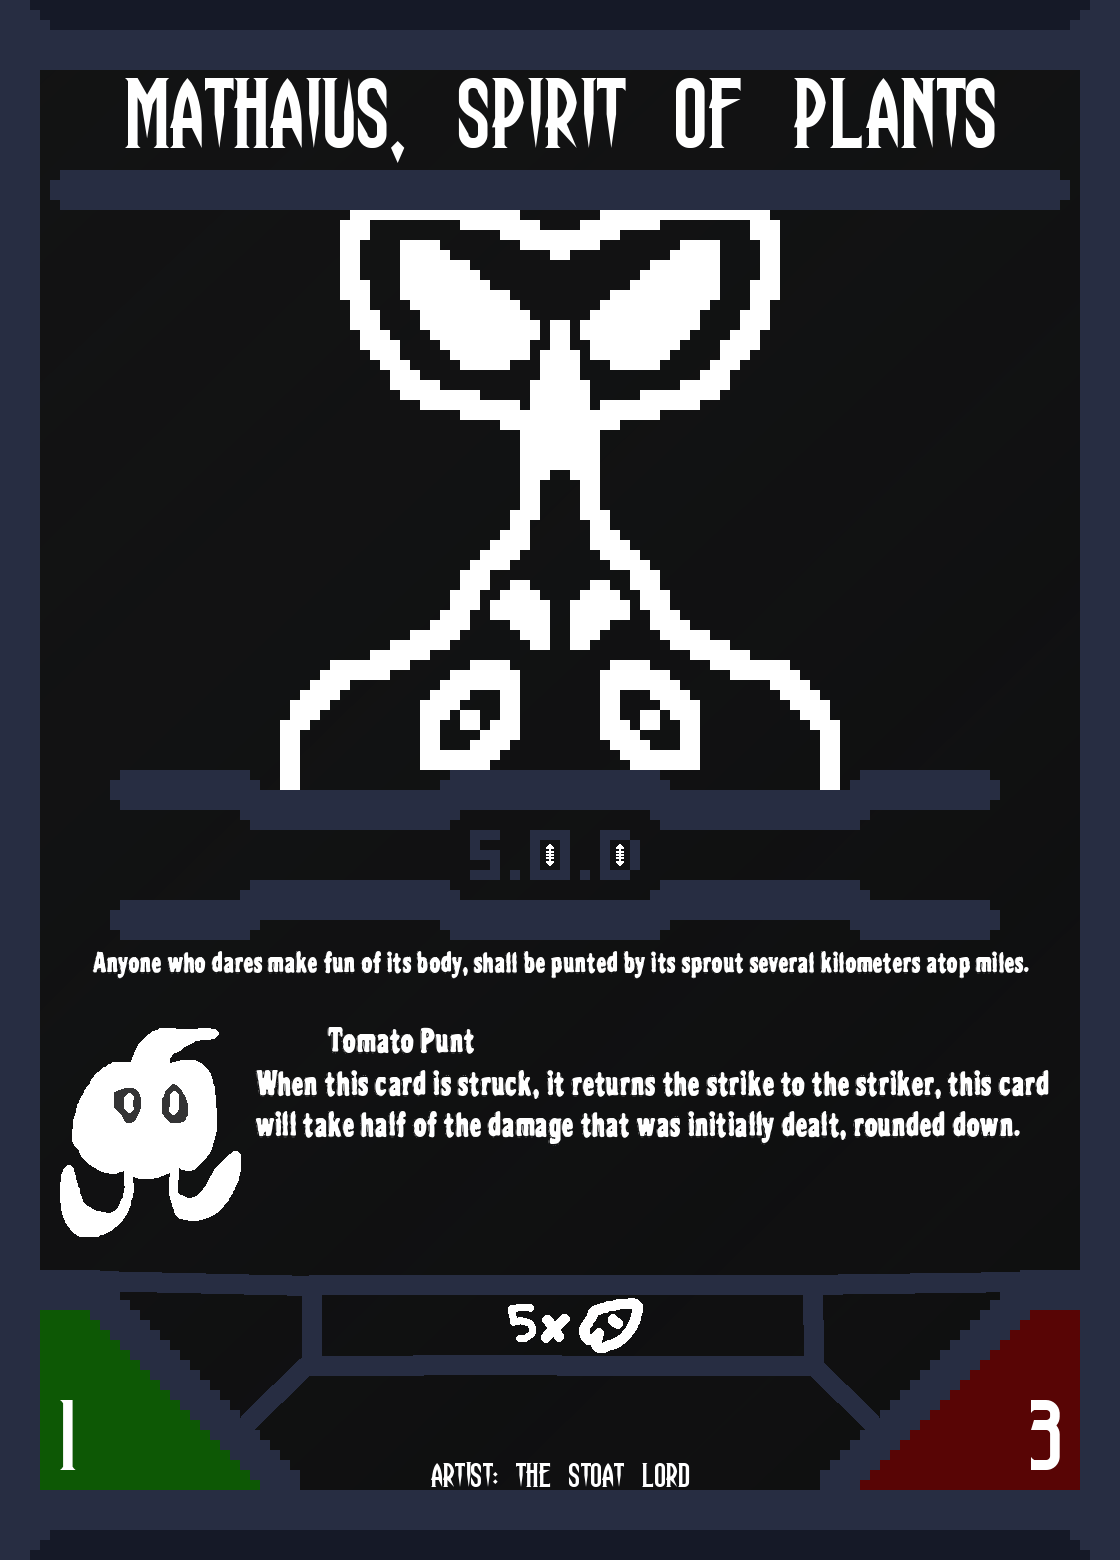 MATHAIUS, SPIRIT OF PLANTS
S.O.D
Anyone who dares make fun of its body, shall be punted by its sprout several kilometers atop miles.
Tomato Punt
When this card is struck, it returns the strike to the striker, this card
will take half of the damage that was initially dealt, rounded down.
5x
1
3
ARTIST: THE STOAT LORD